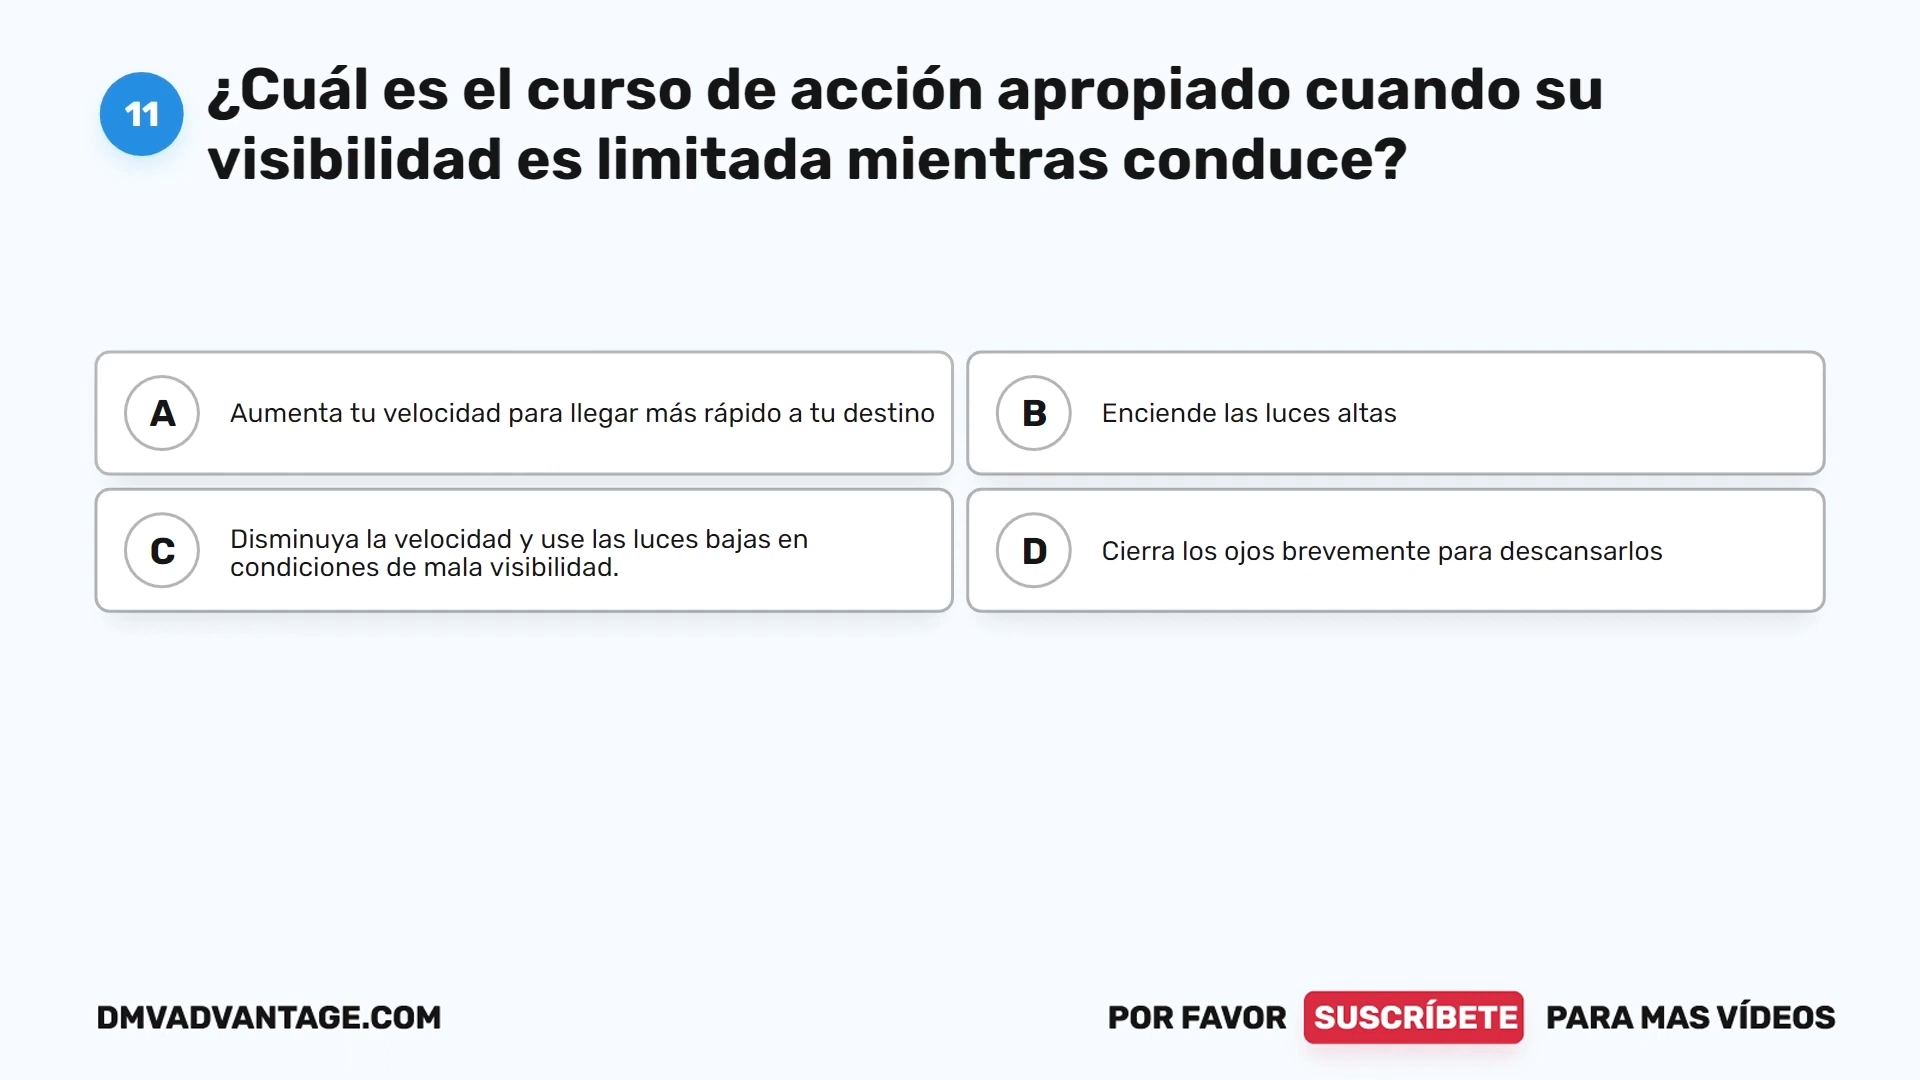 11
¿Cuál es el curso de acción apropiado cuando su
visibilidad es limitada mientras conduce?
A
Aumenta tu velocidad para llegar más rápido a tu destino
B
Enciende las luces altas
C
Disminuya la velocidad y use las luces bajas en
condiciones de mala visibilidad.
D
Cierra los ojos brevemente para descansarlos
DMVADVANTAGE.COM
POR FAVOR SUSCRÍBETE PARA MAS VÍDEOS